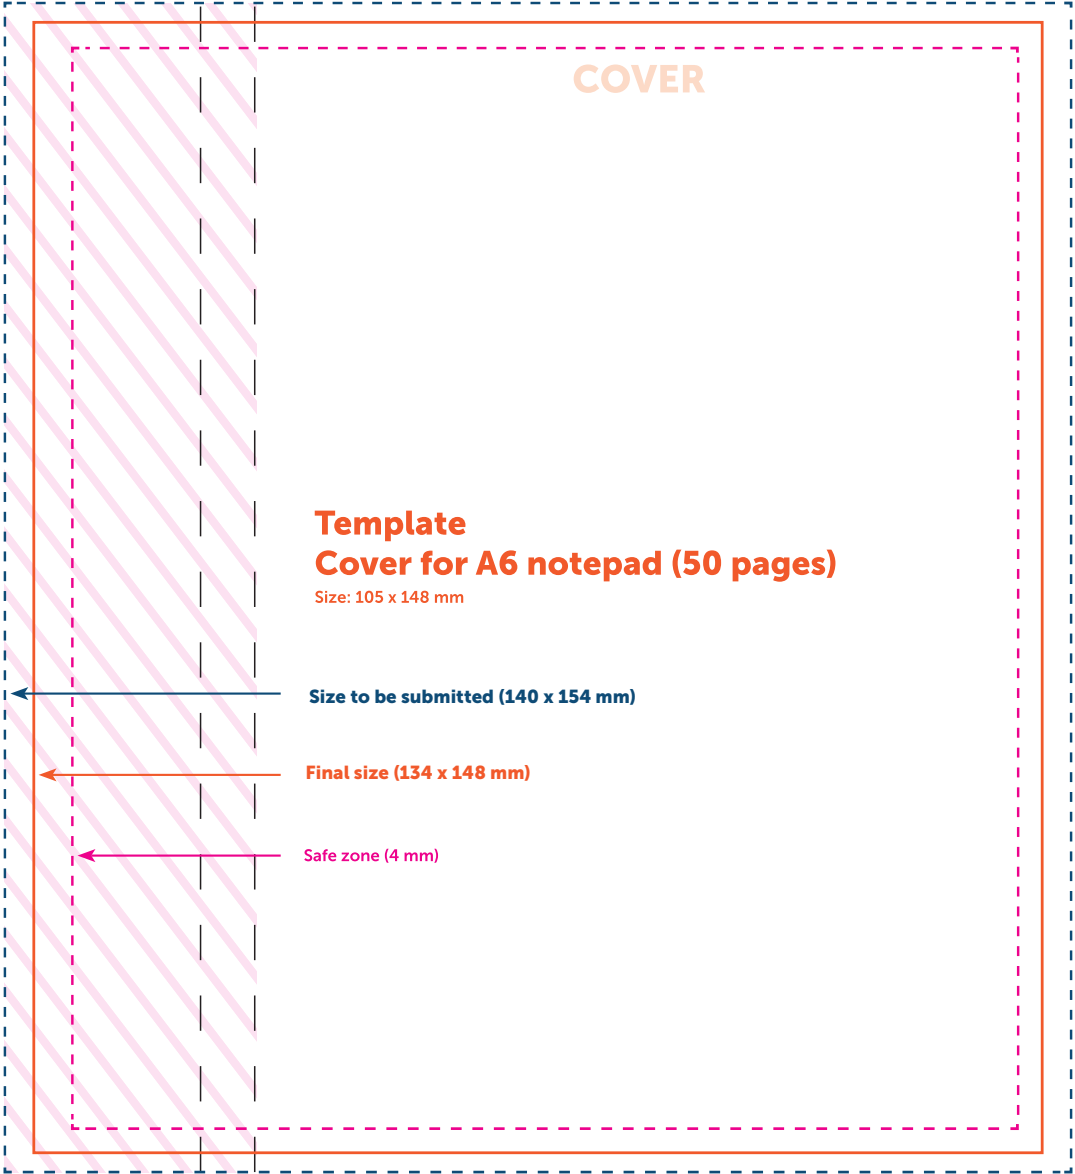 COVER
Template
Cover for A6 notepad (50 pages)
Size: 105 x 148 mm
Size to be submitted (140 x 154 mm)
Final size (134 x 148 mm)
Safe zone (4 mm)